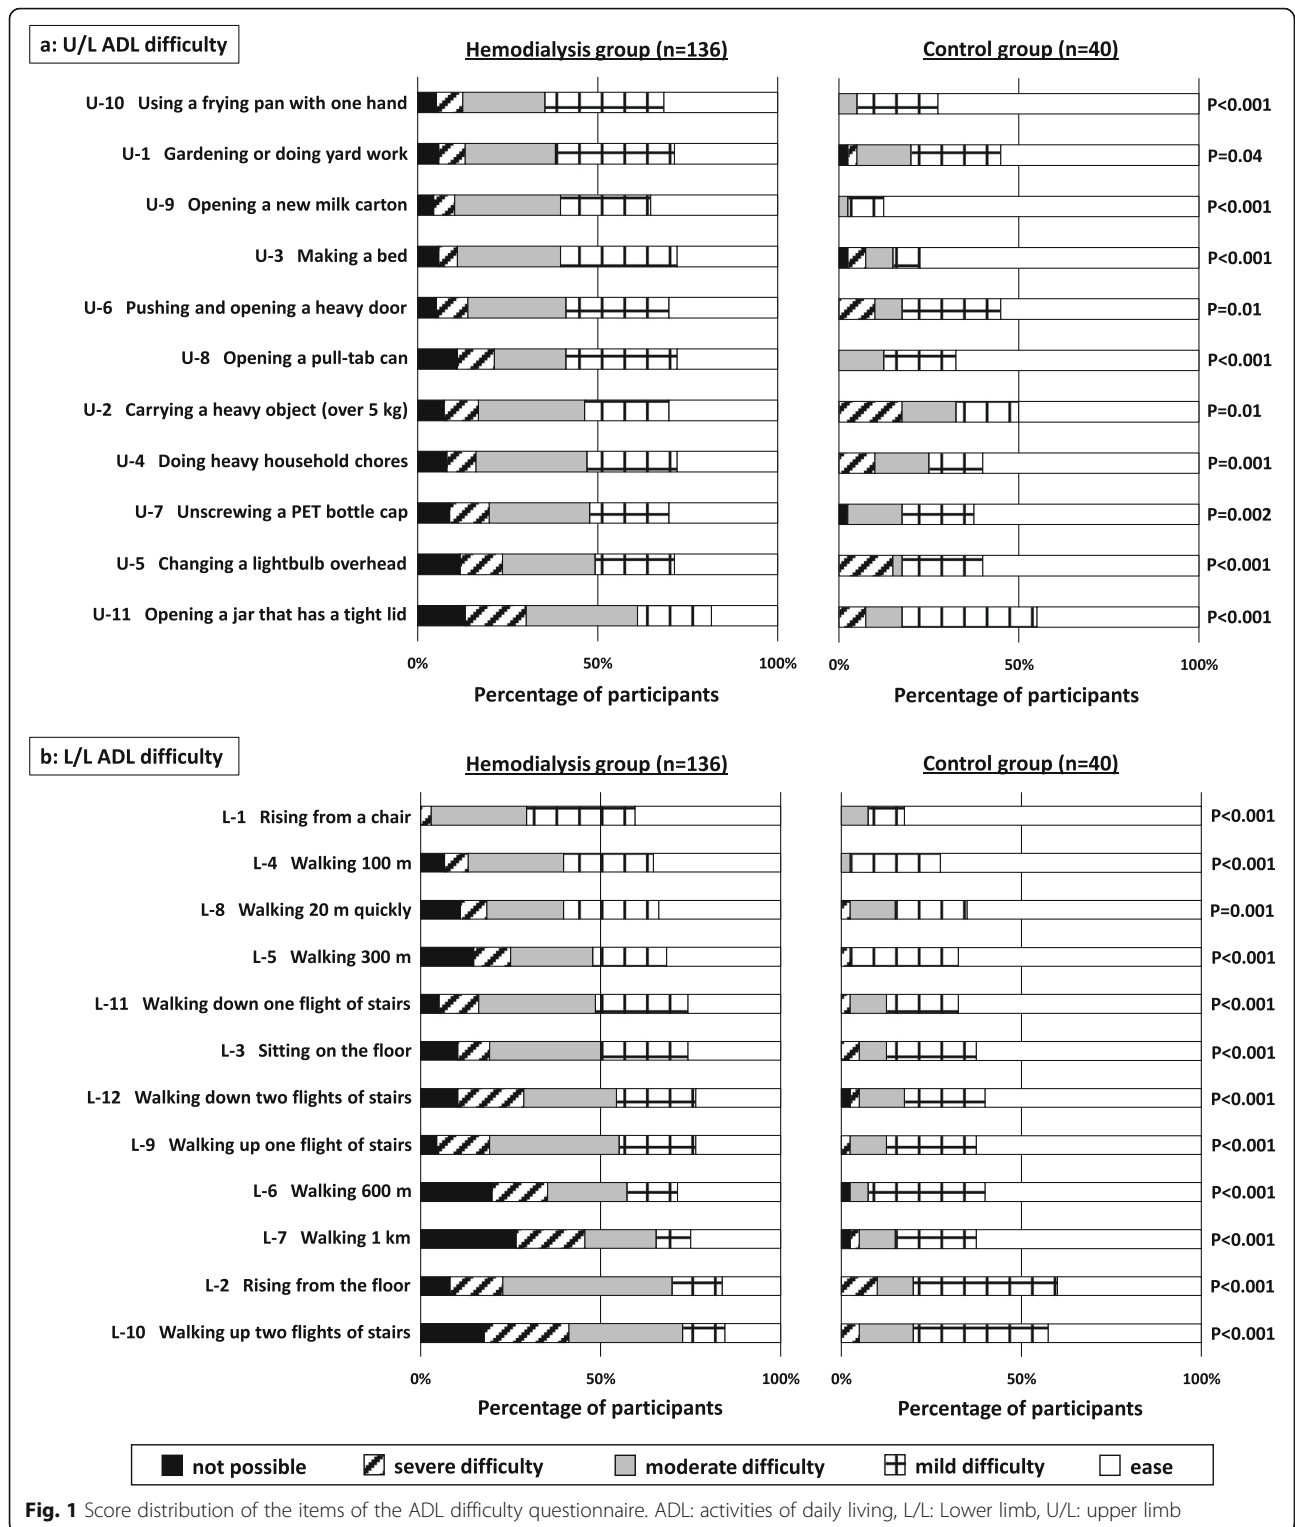 a: U/L ADL difficulty
Hemodialysis group (n=136)
Control group (n=40)
U-10 Using a frying pan with one hand P<0.001
U-1 Gardening or doing yard work P=0.04
U-9 Opening a new milk carton P<0.001
U-3 Making a bed P<0.001
U-6 Pushing and opening a heavy door P=0.01
U-8 Opening a pull-tab can P<0.001
U-2 Carrying a heavy object (over 5 kg) P=0.01
U-4 Doing heavy household chores P=0.001
U-7 Unscrewing a PET bottle cap P=0.002
U-5 Changing a lightbulb overhead P<0.001
U-11 Opening a jar that has a tight lid P<0.001
0% 50% 100% 0% 50% 100%
Percentage of participants Percentage of participants
b: L/L ADL difficulty
Hemodialysis group (n=136)
Control group (n=40)
L-1 Rising from a chair P<0.001
L-4 Walking 100 m P<0.001
L-8 Walking 20 m quickly P=0.001
L-5 Walking 300 m P<0.001
L-11 Walking down one flight of stairs P<0.001
L-3 Sitting on the floor P<0.001
L-12 Walking down two flights of stairs P<0.001
L-9 Walking up one flight of stairs P<0.001
L-6 Walking 600 m P<0.001
L-7 Walking 1 km P<0.001
L-2 Rising from the floor P<0.001
L-10 Walking up two flights of stairs P<0.001
0% 50% 100% 0% 50% 100%
Percentage of participants Percentage of participants
not possible severe difficulty moderate difficulty mild difficulty ease
Fig. 1 Score distribution of the items of the ADL difficulty questionnaire. ADL: activities of daily living, L/L: Lower limb, U/L: upper limb